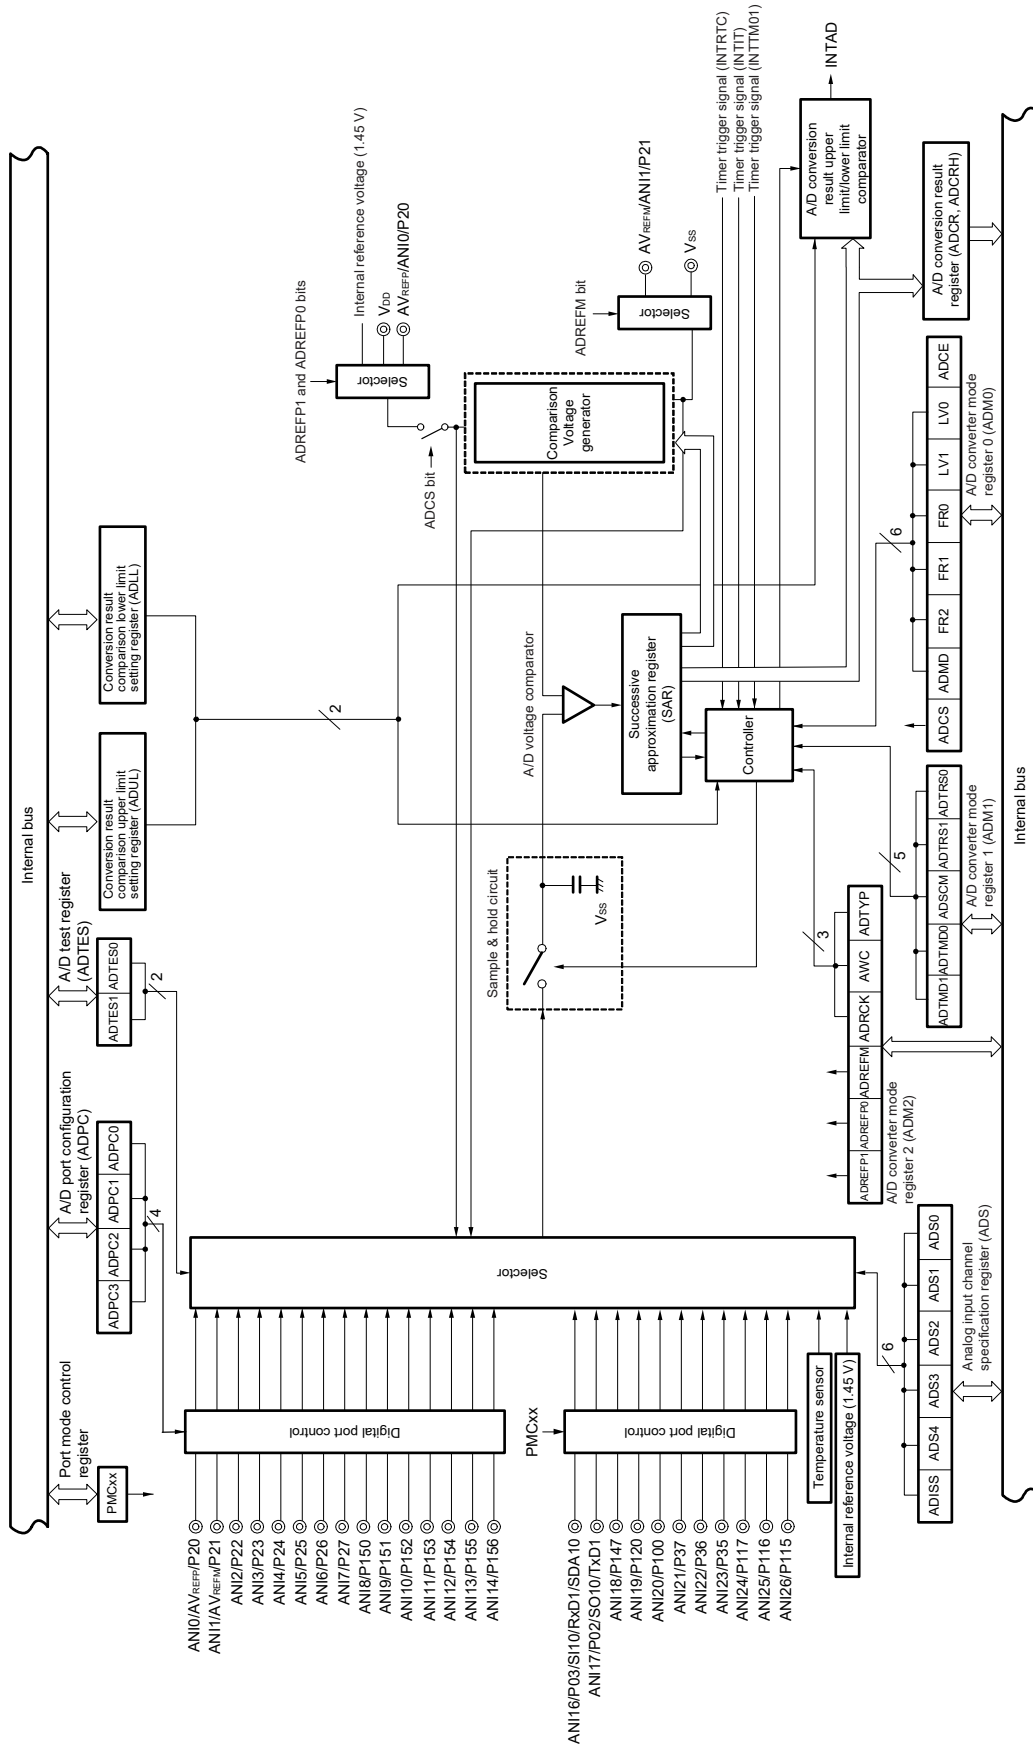 Internal bus
Port mode control
register
PMCxx
A/D port configuration
register (ADPC)
ADPC3
ADPC2
ADPC1
ADPC0
4
A/D test register
(ADTES)
ADTES1
ADTES0
2
Conversion result
comparison upper limit
setting register (ADUL)
Conversion result
comparison lower limit
setting register (ADLL)
2
ADREFP1 and ADREFP0 bits
Internal reference voltage (1.45 V)
VDD
AVREFP/ANI0/P20
Selector
ADCS bit
Comparison
Voltage
generator
ADREFM bit
Selector
AVREFM/ANI1/P21
VSS
ANI0/AVREFP/P20
ANI1/AVREFM/P21
ANI2/P22
ANI3/P23
ANI4/P24
ANI5/P25
ANI6/P26
ANI7/P27
ANI8/P150
ANI9/P151
ANI10/P152
ANI11/P153
ANI12/P154
ANI13/P155
ANI14/P156
Digital port control
Selector
Sample & hold circuit
VSS
A/D voltage comparator
Successive
approximation register
(SAR)
Controller
Timer trigger signal (INTRTC)
Timer trigger signal (INTIT)
Timer trigger signal (INTTM01)
A/D conversion
result upper
limit/lower limit
comparator
INTAD
PMCxx
ANI16/P03/SI10/RxD1/SDA10
ANI17/P02/SO10/TxD1
ANI18/P147
ANI19/P120
ANI20/P100
ANI21/P37
ANI22/P36
ANI23/P35
ANI24/P117
ANI25/P116
ANI26/P115
Digital port control
Temperature sensor
Internal reference voltage (1.45 V)
6
ADISS
ADS4
ADS3
ADS2
ADS1
ADS0
Analog input channel
specification register (ADS)
3
ADREFP1
ADREFP0
ADREFM
ADRCK
AWC
ADTYP
A/D converter mode
register 2 (ADM2)
5
ADTMD1
ADTMD0
ADSCM
ADTRS1
ADTRS0
A/D converter mode
register 1 (ADM1)
6
ADCS
ADMD
FR2
FR1
FR0
LV1
LV0
ADCE
A/D converter mode
register 0 (ADM0)
A/D conversion result
register (ADCR, ADCRH)
Internal bus